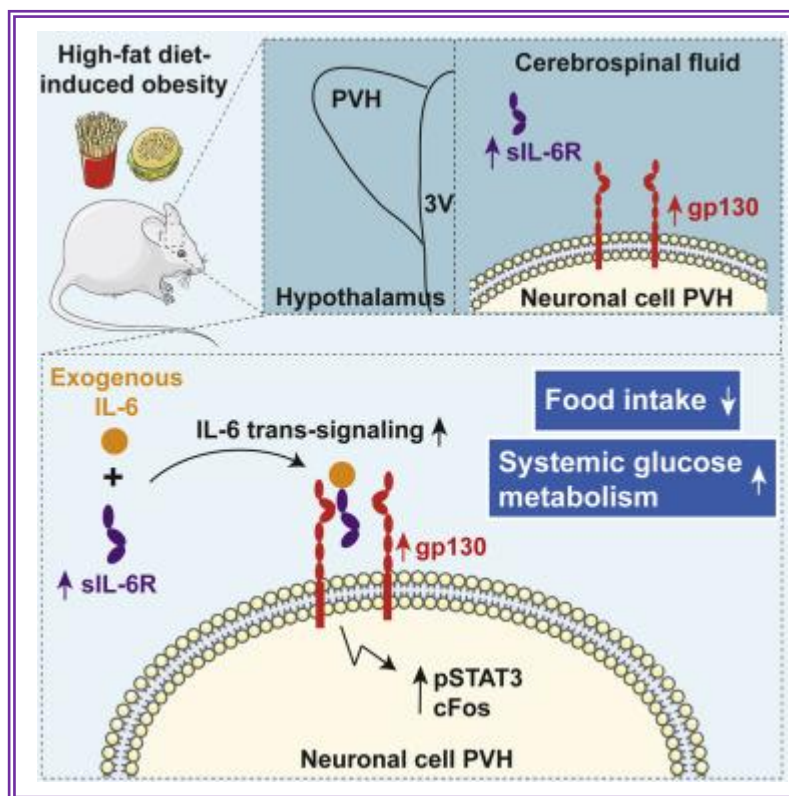 High-fat diet-
induced obesity
PVH
3V
Hypothalamus
Cerebrospinal fluid
↑ sIL-6R
↑ gp130
Neuronal cell PVH
Exogenous
IL-6
+
↑ sIL-6R
IL-6 trans-signaling ↑
↑ gp130
↑ pSTAT3
cFos
Neuronal cell PVH
Food intake ↓
Systemic glucose
metabolism ↑